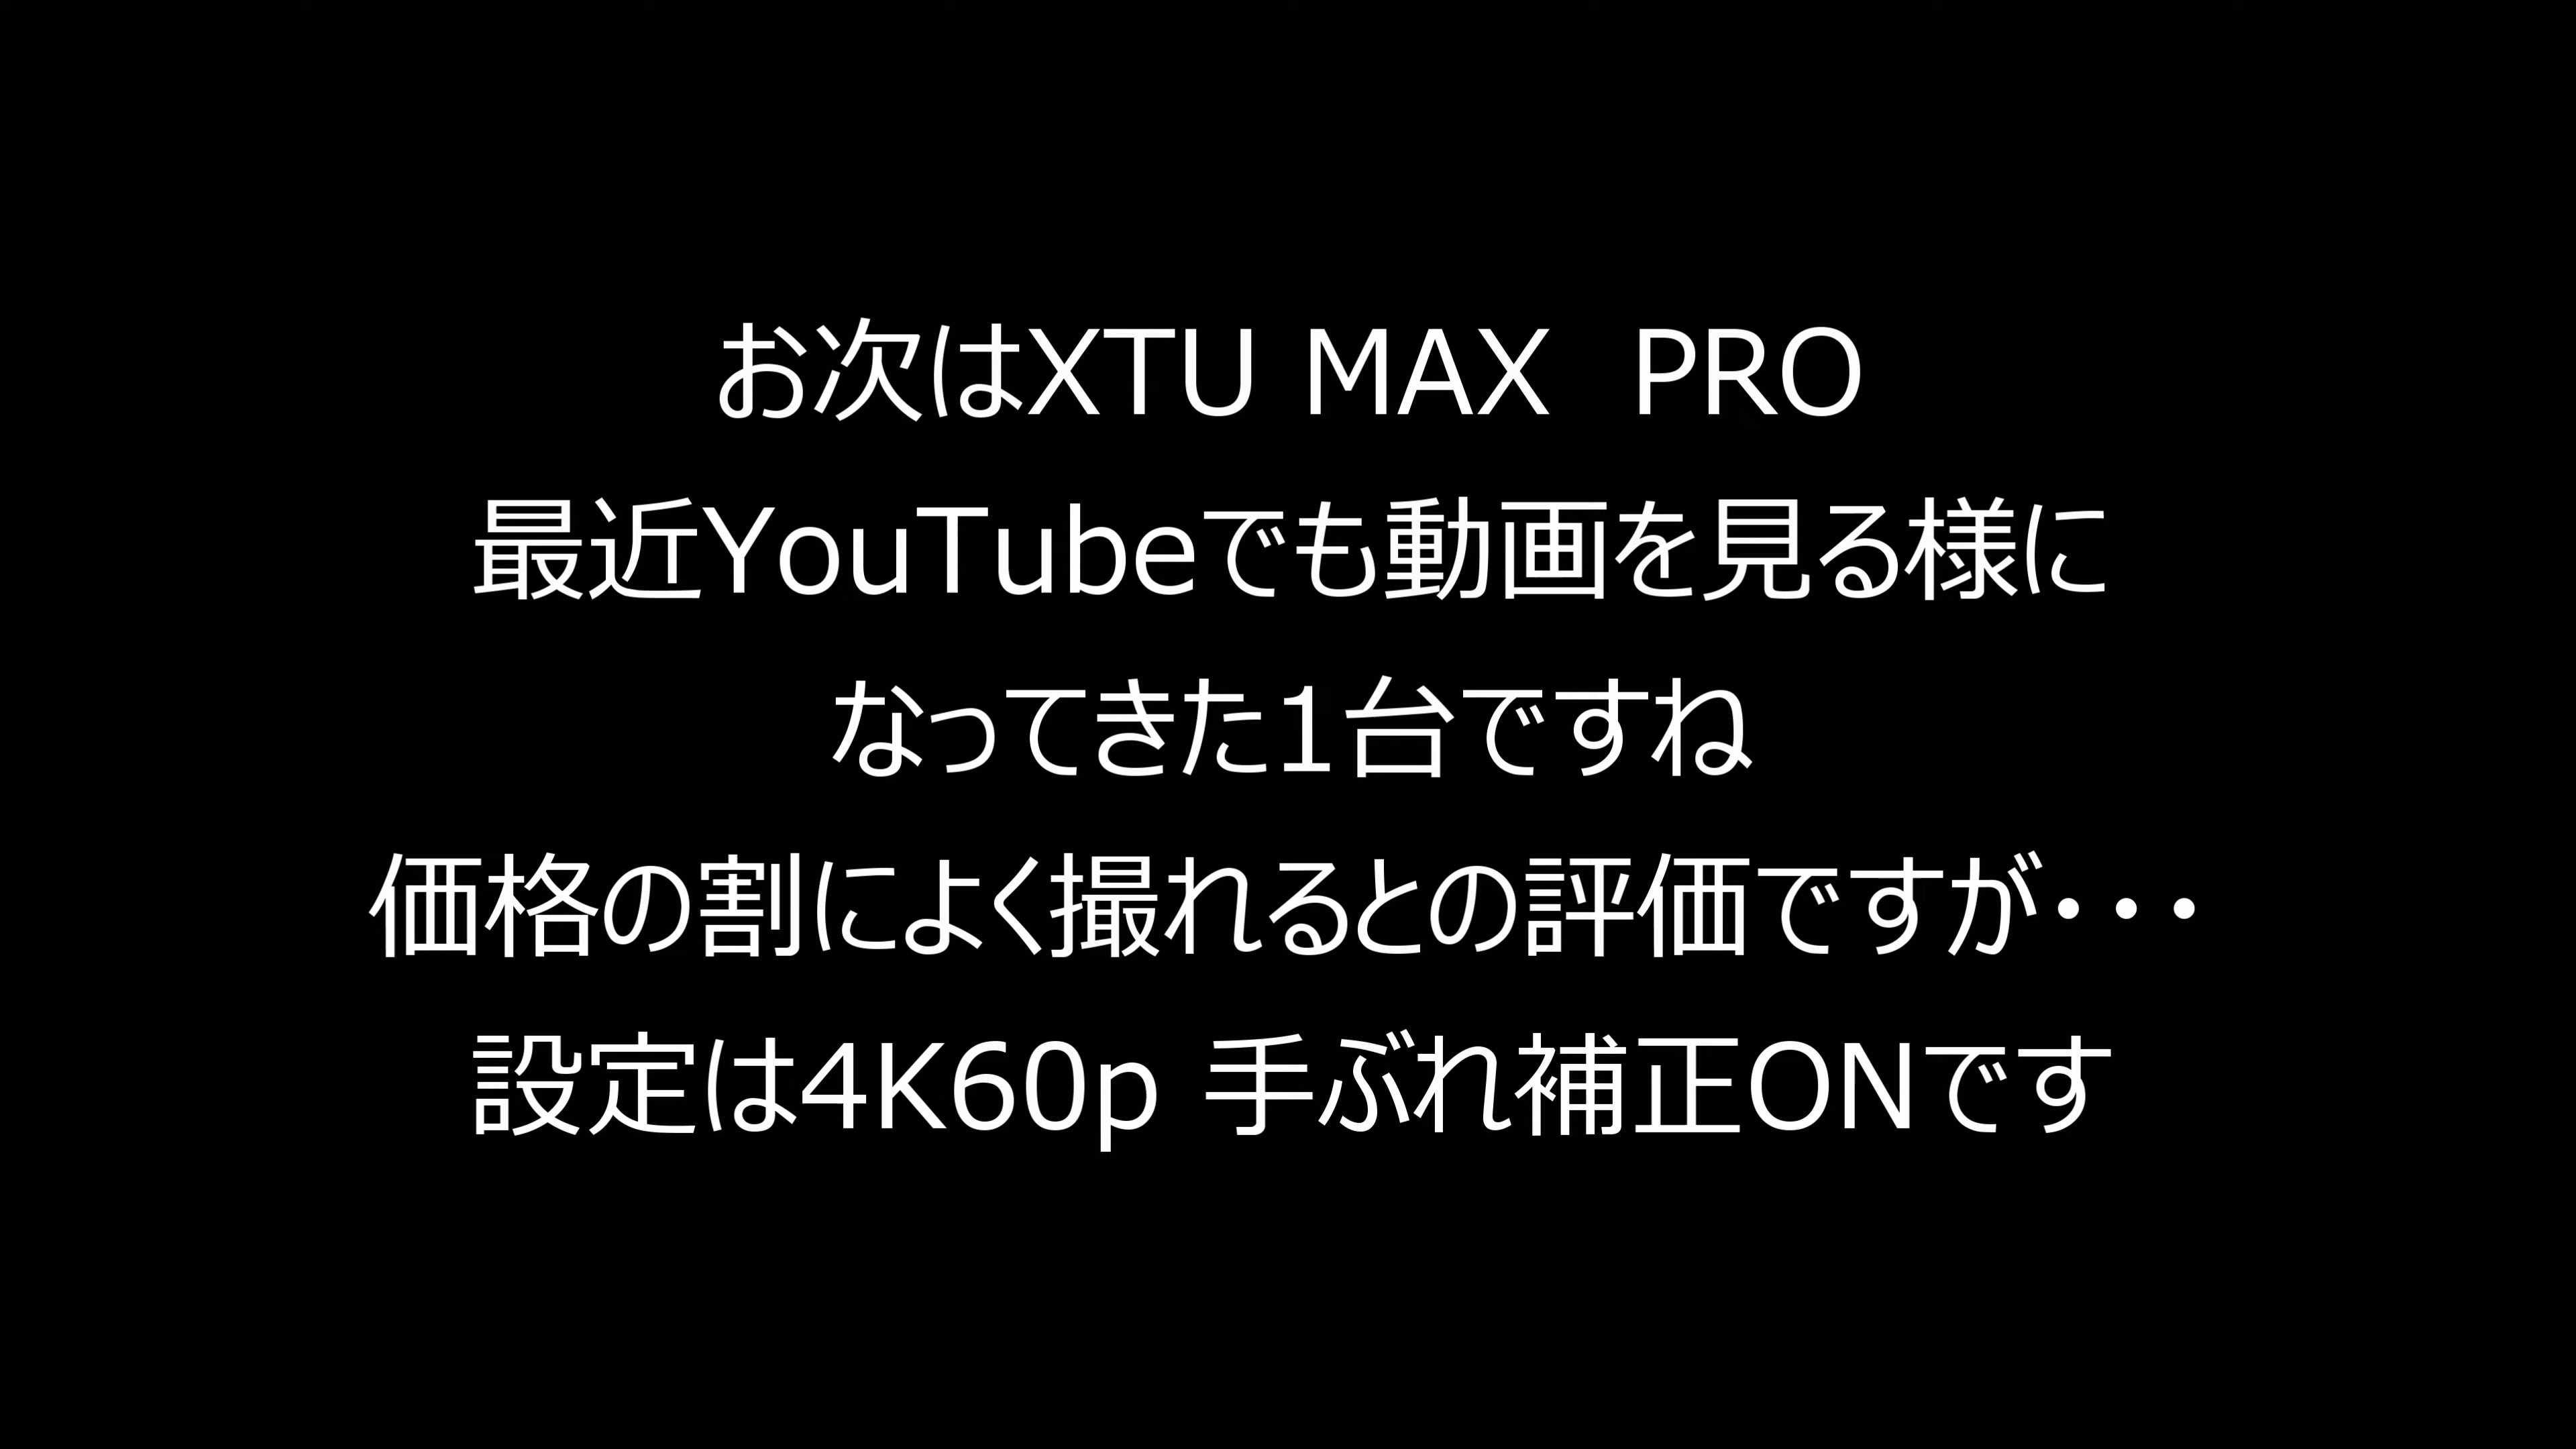 お次はXTU MAX  PRO
最近YouTubeでも動画を見る様に
なってきた1台ですね
価格の割によく撮れるとの評価ですが･･･
設定は4K60p 手ぶれ補正ONです